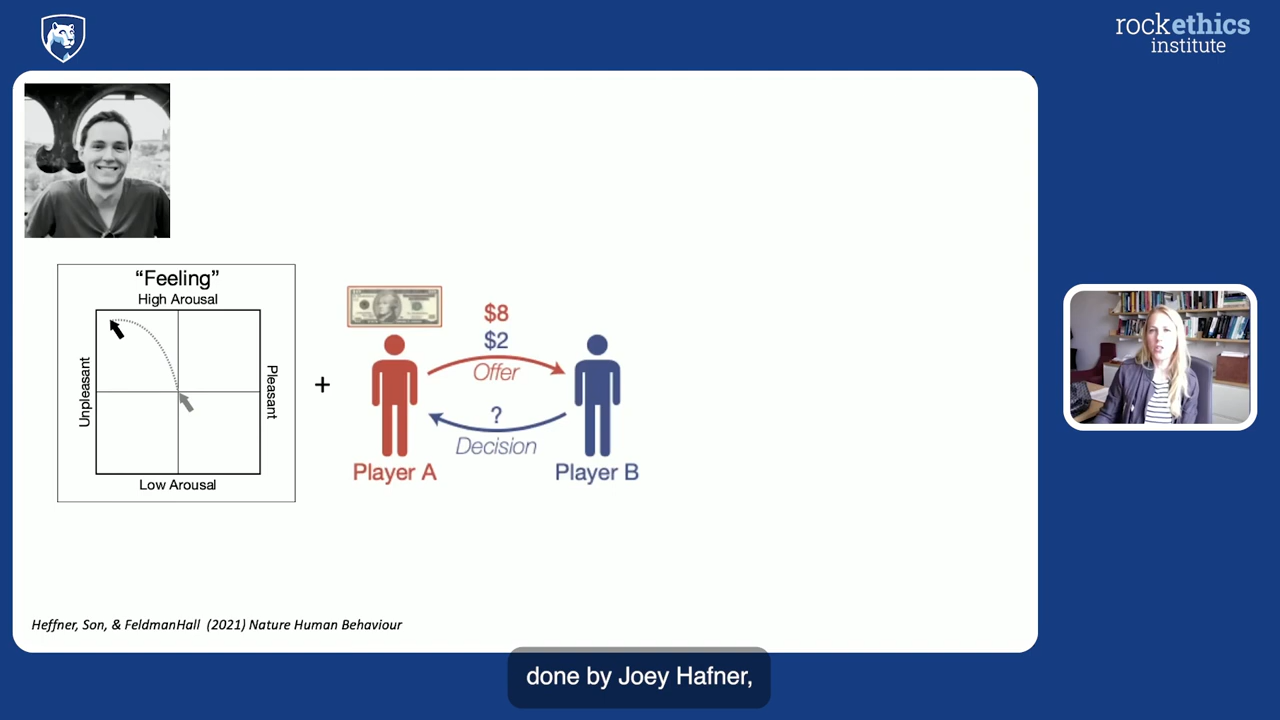 rockethics
institute
"Feeling"
High Arousal
Unpleasant
Pleasant
Low Arousal
+
$8
$2
Offer
?
Decision
Player A
Player B
Heffner, Son, & FeldmanHall (2021) Nature Human Behaviour
done by Joey Hafner,